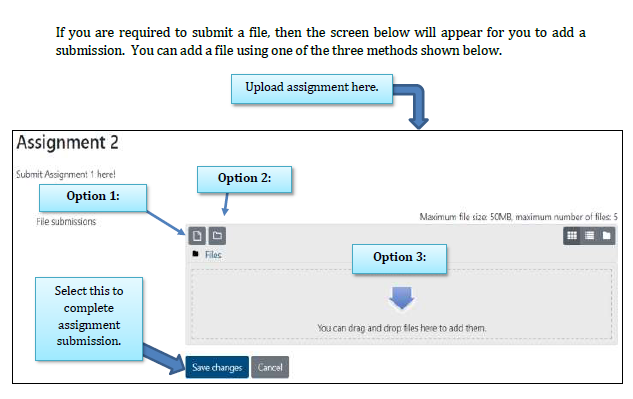 If you are required to submit a file, then the screen below will appear for you to add a
submission. You can add a file using one of the three methods shown below.
Upload assignment here.
Assignment 2
Submit Assignment 1 here!
Option 2:
Option 1:
File submissions
Maximum file size: 50MB, maximum number of files: 5
Files
Option 3:
Select this to
complete
assignment
submission.
You can drag and drop files here to add them.
Save changes
Cancel